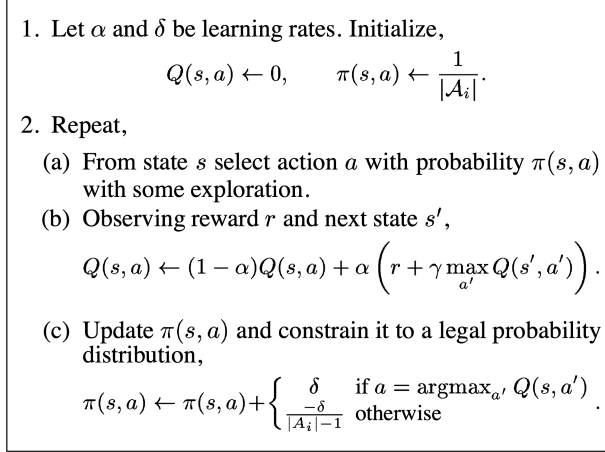 1. Let α and δ be learning rates. Initialize,
Q(s, a) ← 0, π(s, a) ← 1/|𝒜ᵢ|.
2. Repeat,
(a) From state s select action a with probability π(s, a)
with some exploration.
(b) Observing reward r and next state s′,
Q(s, a) ← (1 − α)Q(s, a) + α (r + γ max_{a′} Q(s′, a′)).
(c) Update π(s, a) and constrain it to a legal probability
distribution,
π(s, a) ← π(s, a)+{ δ if a = argmax_{a′} Q(s, a′)
−δ/(|Aᵢ|−1) otherwise .